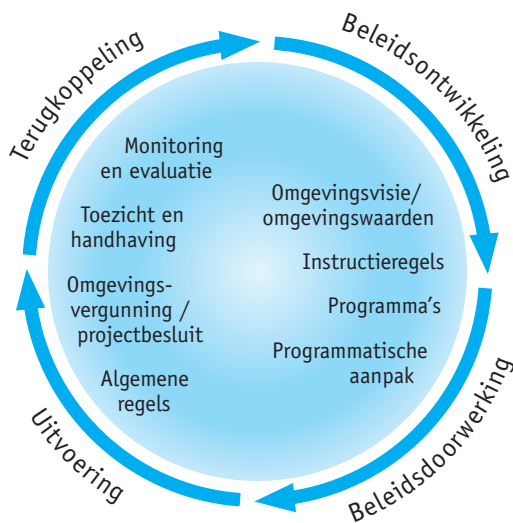 Terugkoppeling
Beleidsontwikkeling
Monitoring
en evaluatie
Toezicht en
handhaving
Omgevings-
vergunning /
projectbesluit
Algemene
regels
Omgevingsvisie/
omgevingswaarden
Instructieregels
Programma’s
Programmatische
aanpak
Uitvoering
Beleidsdoorwerking